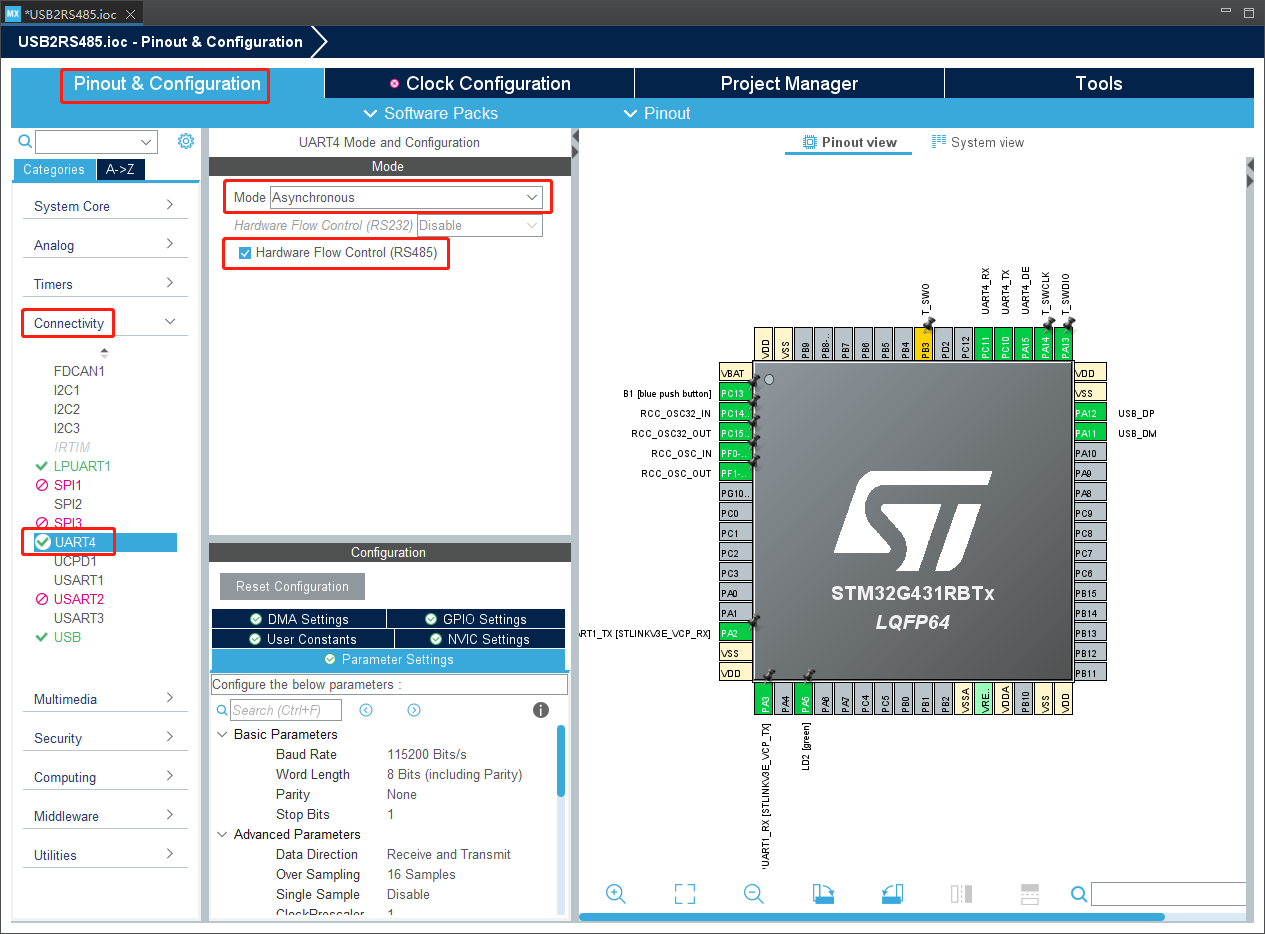 MX *USB2RS485.ioc
USB2RS485.ioc - Pinout & Configuration
Pinout & Configuration
Clock Configuration
Project Manager
Tools
Software Packs
Pinout
Categories
A->Z
System Core
Analog
Timers
Connectivity
FDCAN1
I2C1
I2C2
I2C3
IRTIM
LPUART1
SPI1
SPI2
SPI3
UART4
UCPD1
USART1
USART2
USART3
USB
Multimedia
Security
Computing
Middleware
Utilities
UART4 Mode and Configuration
Mode
Mode Asynchronous
Hardware Flow Control (RS232) Disable
Hardware Flow Control (RS485)
Configuration
Reset Configuration
DMA Settings
GPIO Settings
User Constants
NVIC Settings
Parameter Settings
Configure the below parameters :
Search (Ctrl+F)
Basic Parameters
Baud Rate 115200 Bits/s
Word Length 8 Bits (including Parity)
Parity None
Stop Bits 1
Advanced Parameters
Data Direction Receive and Transmit
Over Sampling 16 Samples
Single Sample Disable
ClockPrescaler 1
Pinout view
System view
T_SWO
UART4_RX
UART4_TX
UART4_DE
T_SWCLK
T_SWDIO
VDD
VSS
PB9
PB8-..
PB7
PB6
PB5
PB4
PB3
PD2
PC12
PC11
PC10
PA15
PA14
PA13
VBAT
B1 [blue push button] PC13
RCC_OSC32_IN PC14..
RCC_OSC32_OUT PC15..
RCC_OSC_IN PF0-..
RCC_OSC_OUT PF1-..
PG10..
PC0
PC1
PC2
PC3
PA0
PA1
ART1_TX [STLINKV3E_VCP_RX] PA2
VSS
VDD
STM32G431RBTx
LQFP64
VDD
VSS
PA12 USB_DP
PA11 USB_DM
PA10
PA9
PA8
PC9
PC8
PC7
PC6
PB15
PB14
PB13
PB12
PB11
PA3
PA4
PA5
PA6
PA7
PC4
PC5
PB0
PB1
PB2
VSSA
VRE..
VDDA
PB10
VSS
VDD
UART1_RX [STLINKV3E_VCP_TX]
LD2 [green]